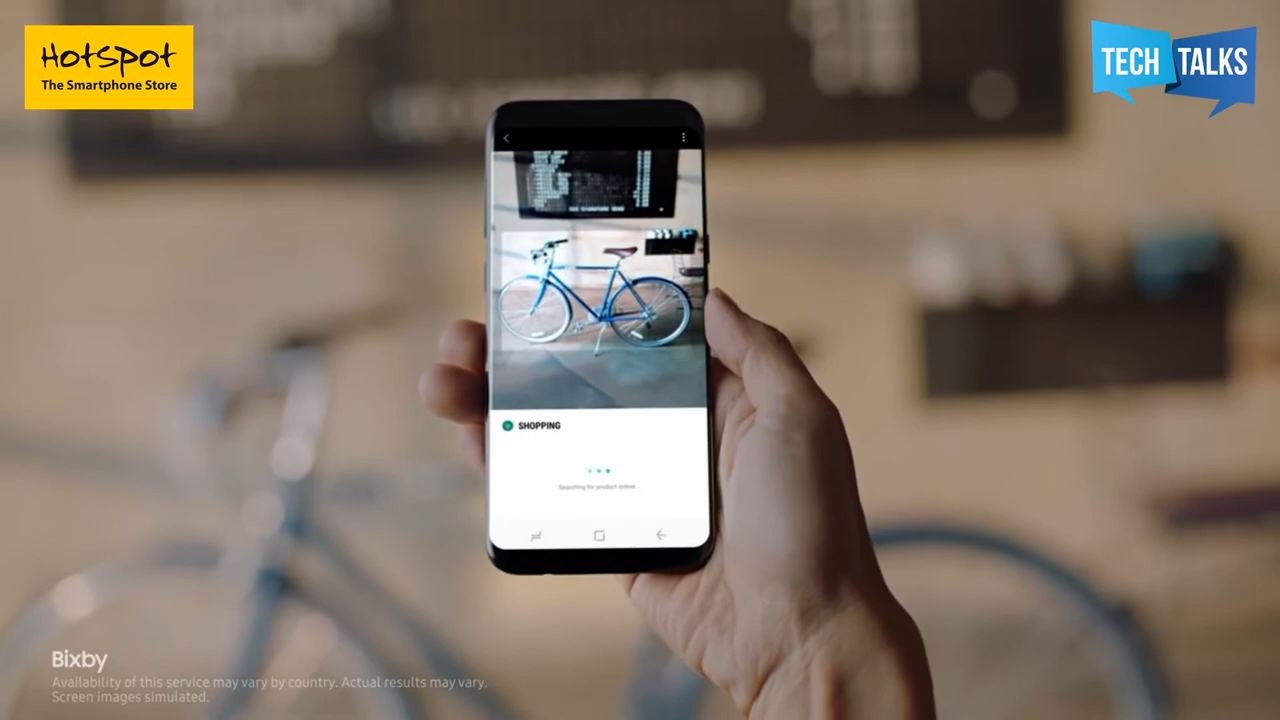 Hotspot
The Smartphone Store
TECH TALKS
SHOPPING
Searching for product online...
Bixby
Availability of this service may vary by country. Actual results may vary.
Screen images simulated.